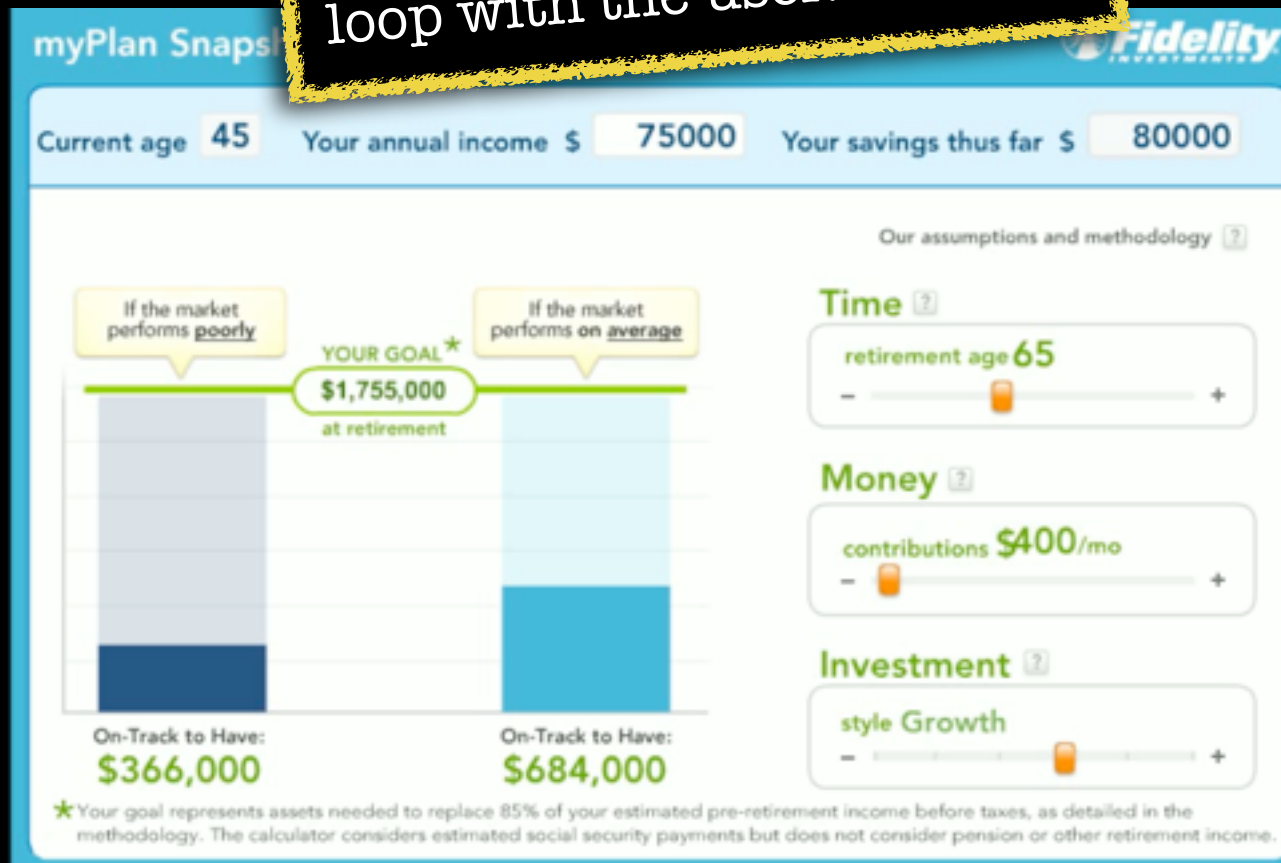 loop with the
myPlan
Fidelity
INVESTMENTS
Current age 45 Your annual income $ 75000 Your savings thus far $ 80000
Our assumptions and methodology ?
If the market
performs poorly
If the market
performs on average
YOUR GOAL*
$1,755,000
at retirement
Time ?
retirement age 65
- +
Money ?
contributions $400/mo
- +
Investment ?
style Growth
- +
On-Track to Have:
$366,000
On-Track to Have:
$684,000
*Your goal represents assets needed to replace 85% of your estimated pre-retirement income before taxes, as detailed in the
methodology. The calculator considers estimated social security payments but does not consider pension or other retirement income.